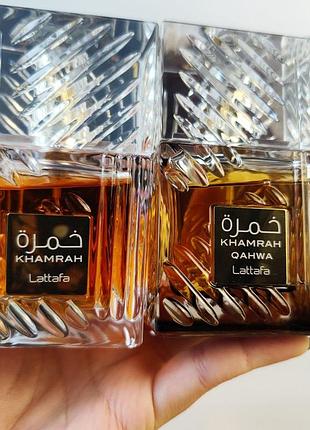 خمرة
KHAMRAH
Lattafa
خمرة
KHAMRAH
QAHWA
Lattafa